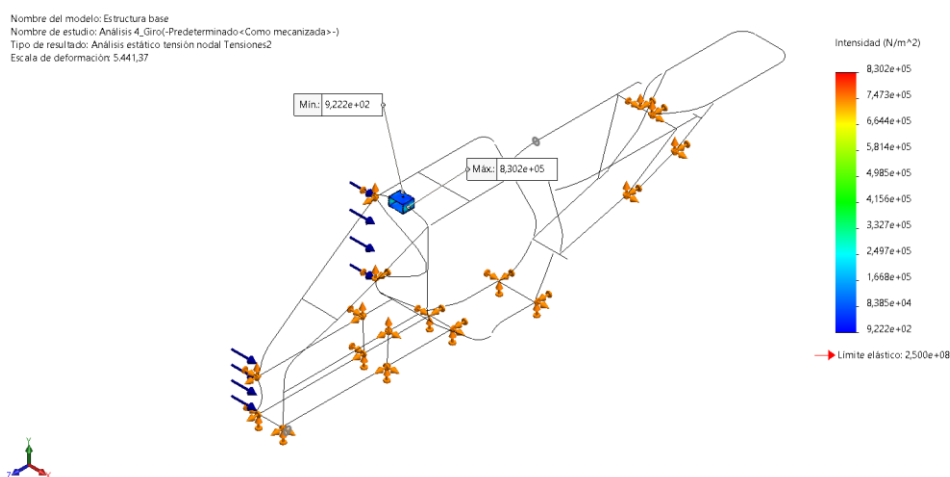 Nombre del modelo: Estructura base
Nombre de estudio: Análisis 4_Giro(-Predeterminado<Como mecanizada>-)
Tipo de resultado: Análisis estático tensión nodal Tensiones2
Escala de deformación: 5.441,37
Intensidad (N/m^2)
8,302e+05
7,473e+05
6,644e+05
5,814e+05
4,985e+05
4,156e+05
3,327e+05
2,497e+05
1,668e+05
8,385e+04
9,222e+02
Límite elástico: 2,500e+08
Mín.: 9,222e+02
Máx.: 8,302e+05
Y
Z
X